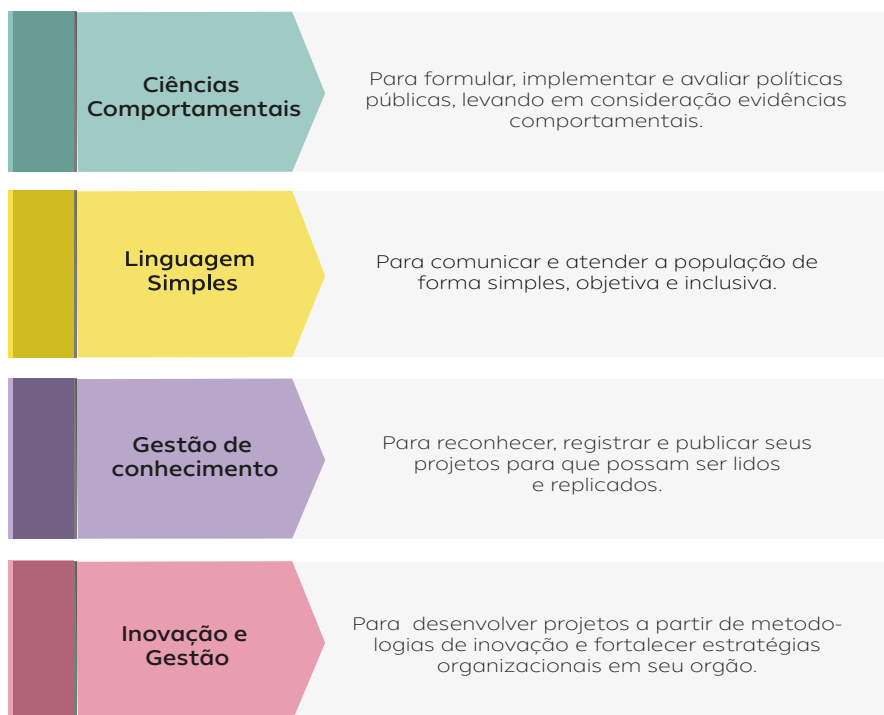 Ciências
Comportamentais
Para formular, implementar e avaliar políticas
públicas, levando em consideração evidências
comportamentais.
Linguagem
Simples
Para comunicar e atender a população de
forma simples, objetiva e inclusiva.
Gestão de
conhecimento
Para reconhecer, registrar e publicar seus
projetos para que possam ser lidos
e replicados.
Inovação e
Gestão
Para  desenvolver projetos a partir de metodo-
logias de inovação e fortalecer estratégias
organizacionais em seu orgão.